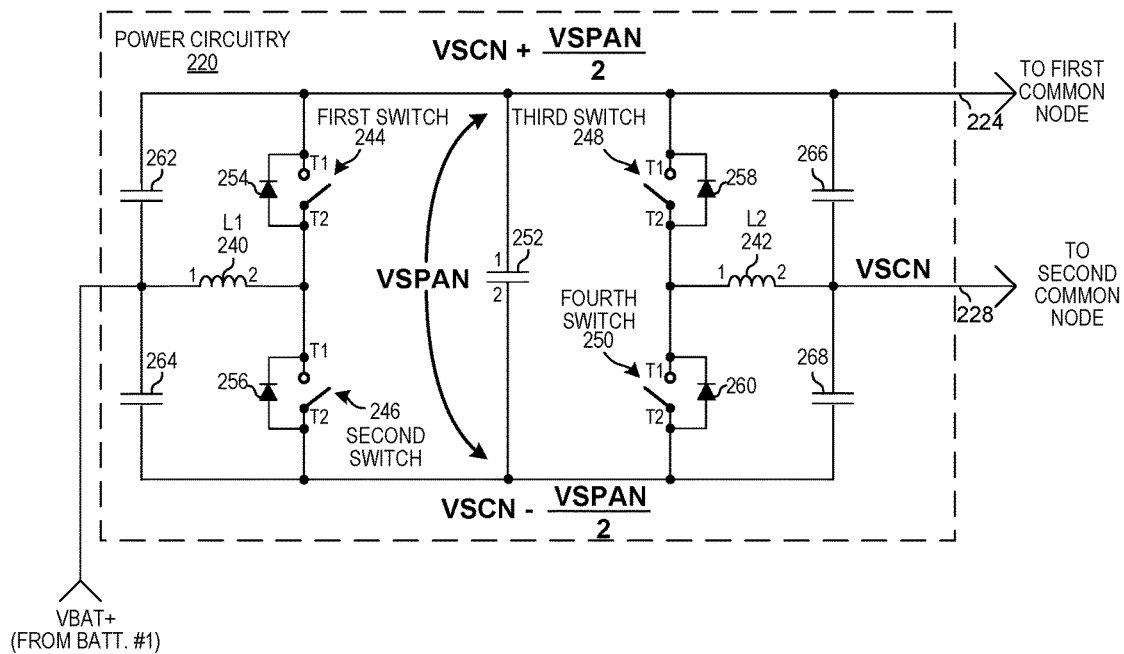 POWER CIRCUITRY
220
VSCN + VSPAN
2
TO FIRST
COMMON
NODE
224
FIRST SWITCH
244
THIRD SWITCH
248
262
254
T1
T2
T1
T2
258
266
L1
240
1 2
VSPAN
252
1
2
L2
242
1 2
VSCN
TO
SECOND
COMMON
NODE
228
FOURTH
SWITCH
250
264
256
T1
T2
246
SECOND
SWITCH
T1
T2
260
268
VSCN - VSPAN
2
VBAT+
(FROM BATT. #1)